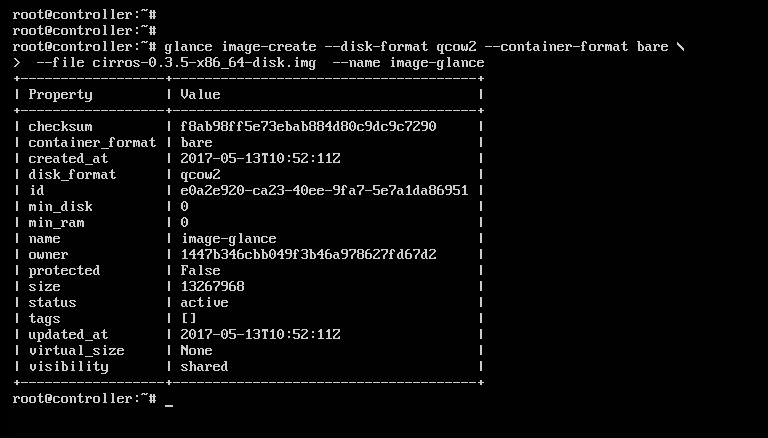 root@controller:~#
root@controller:~#
root@controller:~# glance image-create --disk-format qcow2 --container-format bare \
>  --file cirros-0.3.5-x86_64-disk.img  --name image-glance
+------------------+--------------------------------------+
| Property         | Value                                |
+------------------+--------------------------------------+
| checksum         | f8ab98ff5e73ebab884d80c9dc9c7290     |
| container_format | bare                                 |
| created_at       | 2017-05-13T10:52:11Z                 |
| disk_format      | qcow2                                |
| id               | e0a2e920-ca23-40ee-9fa7-5e7a1da86951 |
| min_disk         | 0                                    |
| min_ram          | 0                                    |
| name             | image-glance                         |
| owner            | 1447b346cbb049f3b46a978627fd67d2     |
| protected        | False                                |
| size             | 13267968                             |
| status           | active                               |
| tags             | []                                   |
| updated_at       | 2017-05-13T10:52:11Z                 |
| virtual_size     | None                                 |
| visibility       | shared                               |
+------------------+--------------------------------------+
root@controller:~# _